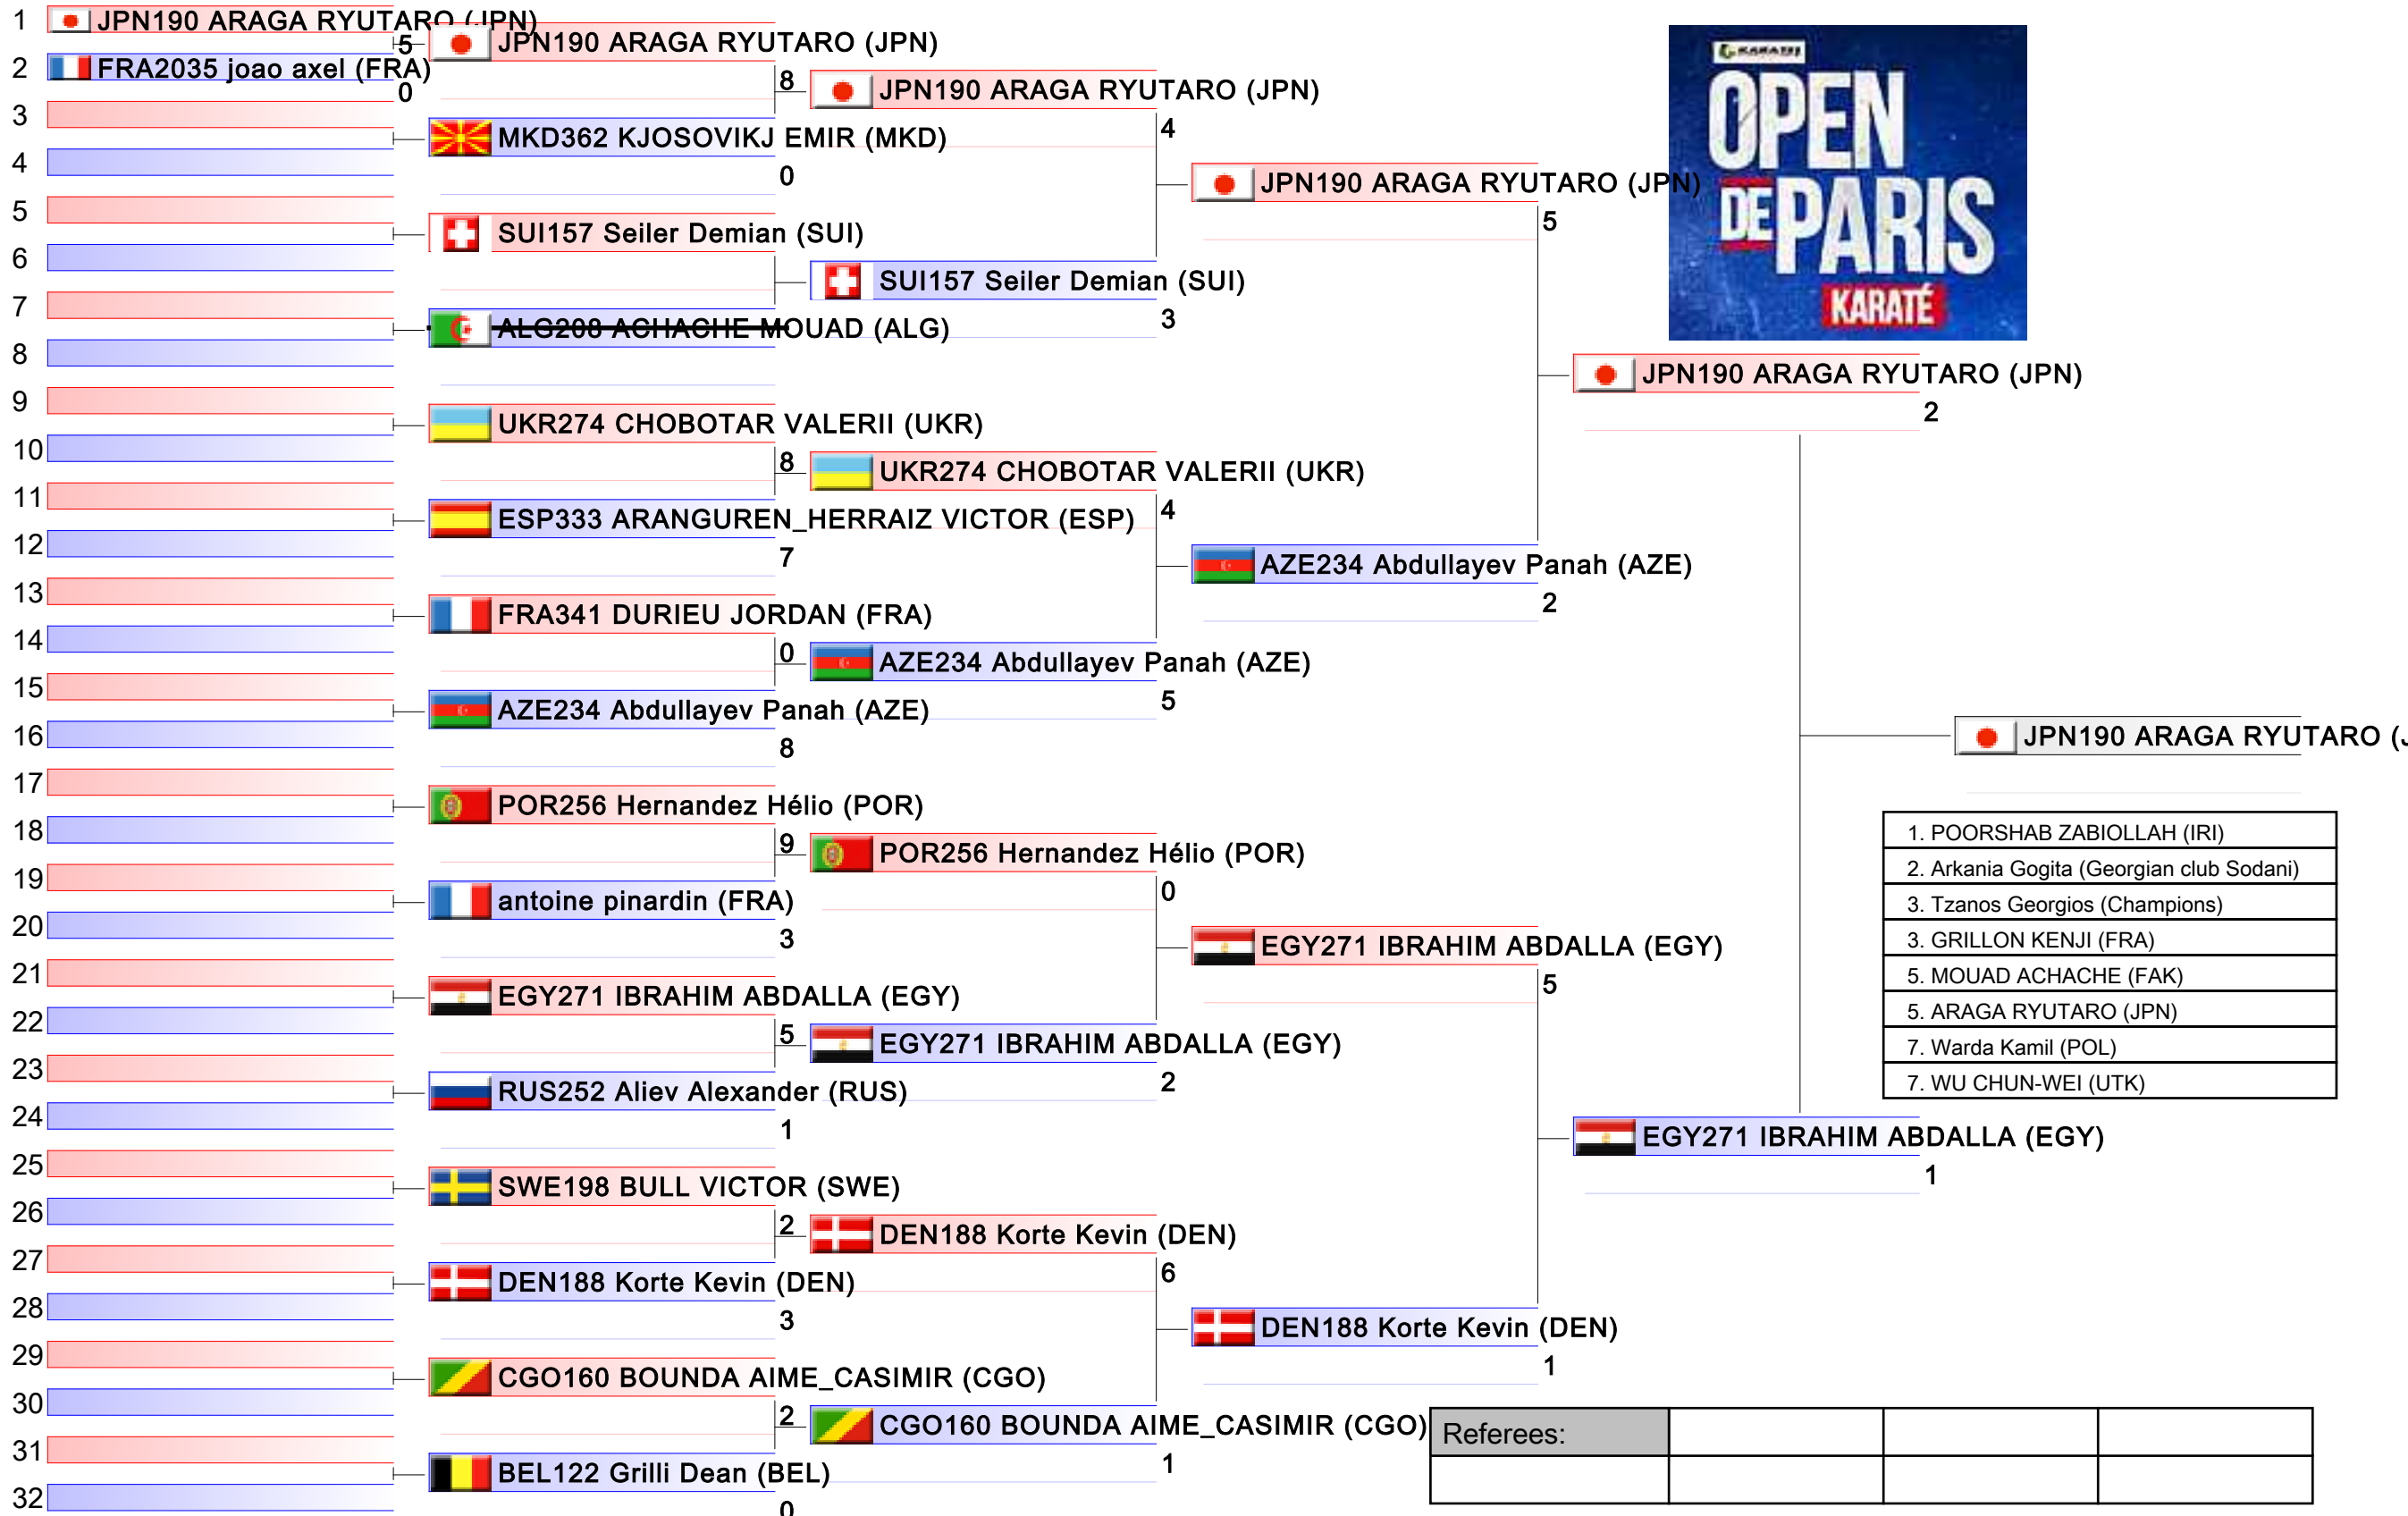 1 JPN190 ARAGA RYUTARO (JPN)
5
2 FRA2035 joao axel (FRA)
0
3
4
5
6
7
8
9
10
11
12
13
14
15
16
17
18
19
20
21
22
23
24
25
26
27
28
29
30
31
32
JPN190 ARAGA RYUTARO (JPN)
8
MKD362 KJOSOVIKJ EMIR (MKD)
0
SUI157 Seiler Demian (SUI)
ALG208 ACHACHE MOUAD (ALG)
UKR274 CHOBOTAR VALERII (UKR)
8
ESP333 ARANGUREN_HERRAIZ VICTOR (ESP)
7
FRA341 DURIEU JORDAN (FRA)
0
AZE234 Abdullayev Panah (AZE)
8
POR256 Hernandez Hélio (POR)
9
antoine pinardin (FRA)
3
EGY271 IBRAHIM ABDALLA (EGY)
5
RUS252 Aliev Alexander (RUS)
1
SWE198 BULL VICTOR (SWE)
2
DEN188 Korte Kevin (DEN)
3
CGO160 BOUNDA AIME_CASIMIR (CGO)
2
BEL122 Grilli Dean (BEL)
0
JPN190 ARAGA RYUTARO (JPN)
4
SUI157 Seiler Demian (SUI)
3
UKR274 CHOBOTAR VALERII (UKR)
4
AZE234 Abdullayev Panah (AZE)
5
POR256 Hernandez Hélio (POR)
0
EGY271 IBRAHIM ABDALLA (EGY)
2
DEN188 Korte Kevin (DEN)
6
CGO160 BOUNDA AIME_CASIMIR (CGO)
1
JPN190 ARAGA RYUTARO (JPN)
5
AZE234 Abdullayev Panah (AZE)
2
EGY271 IBRAHIM ABDALLA (EGY)
5
DEN188 Korte Kevin (DEN)
1
JPN190 ARAGA RYUTARO (JPN)
2
EGY271 IBRAHIM ABDALLA (EGY)
1
JPN190 ARAGA RYUTARO (J
OPEN
DE PARIS
KARATÉ
1. POORSHAB ZABIOLLAH (IRI)
2. Arkania Gogita (Georgian club Sodani)
3. Tzanos Georgios (Champions)
3. GRILLON KENJI (FRA)
5. MOUAD ACHACHE (FAK)
5. ARAGA RYUTARO (JPN)
7. Warda Kamil (POL)
7. WU CHUN-WEI (UTK)
Referees: